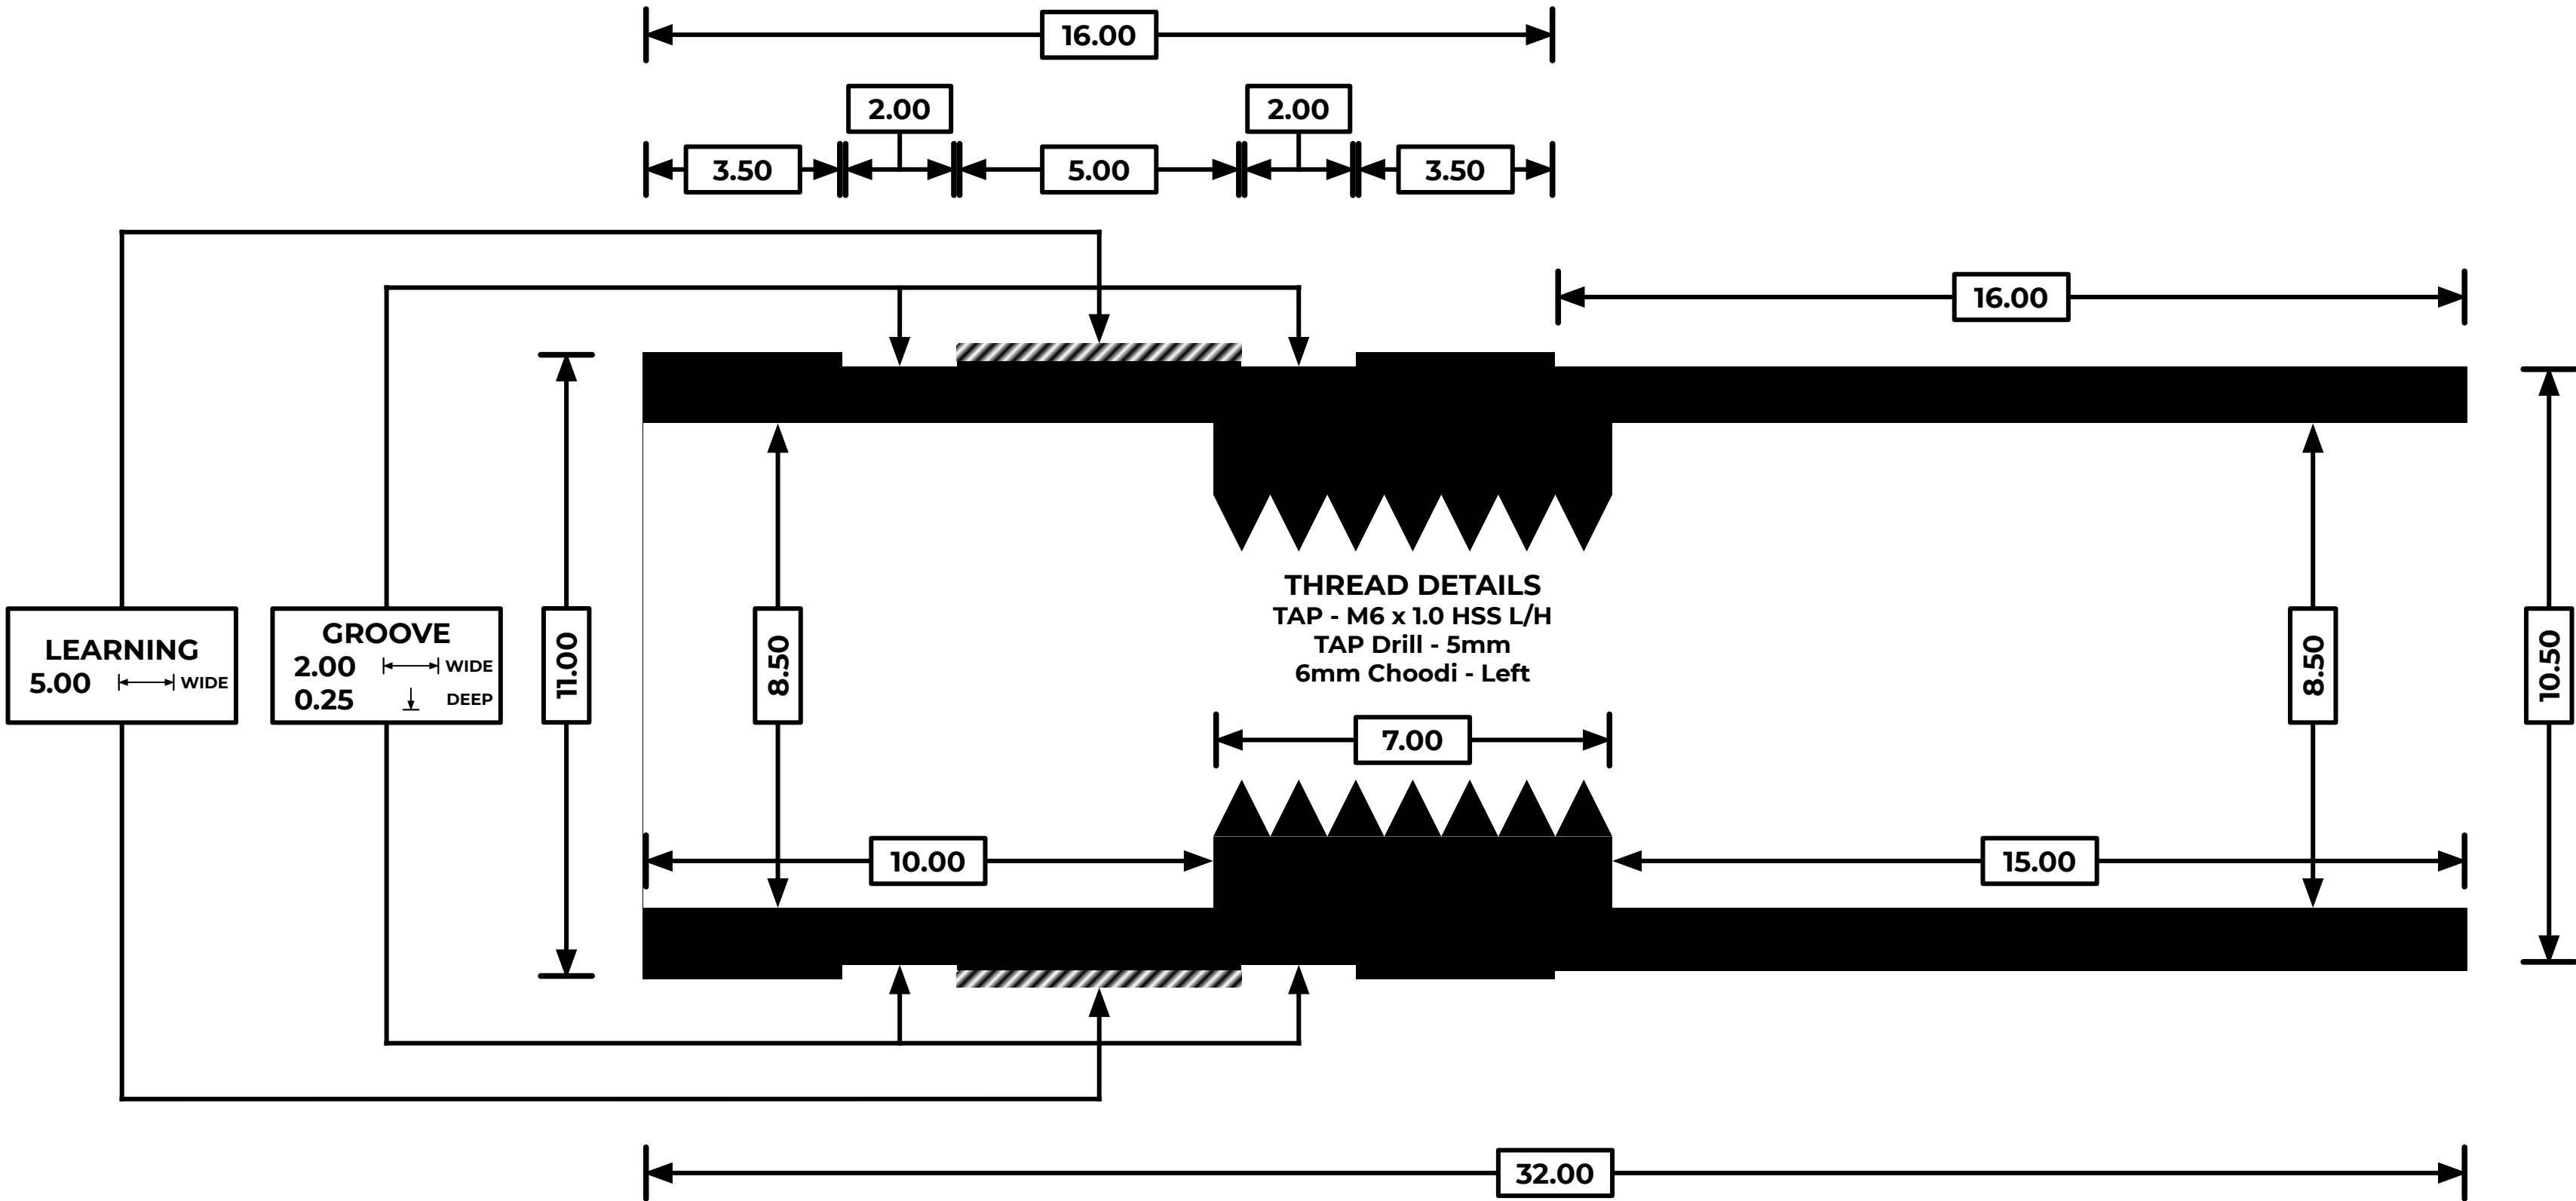 16.00
2.00
2.00
3.50
5.00
3.50
16.00
LEARNING
5.00 WIDE
GROOVE
2.00 WIDE
0.25 DEEP
11.00
8.50
THREAD DETAILS
TAP - M6 x 1.0 HSS L/H
TAP Drill - 5mm
6mm Choodi - Left
8.50
10.50
7.00
10.00
15.00
32.00